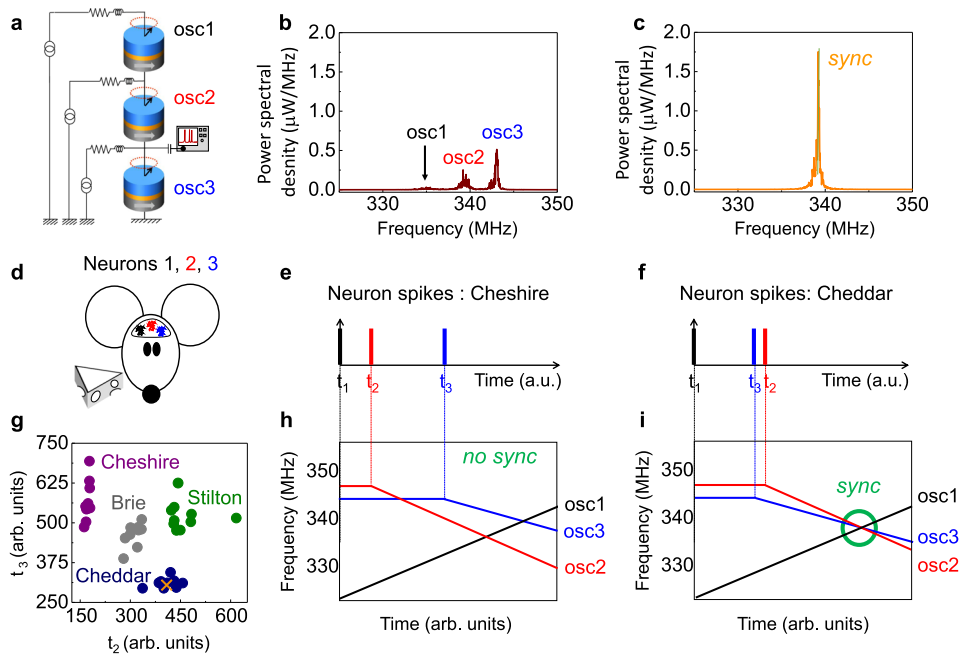 a
osc1
osc2
osc3
b
Power spectral
desnity (µW/MHz)
2.0
1.5
1.0
0.5
0.0
osc1
osc2
osc3
330
340
350
Frequency (MHz)
c
Power spectral
desnity (µW/MHz)
2.0
1.5
1.0
0.5
0.0
sync
330
340
350
Frequency (MHz)
d
Neurons 1, 2, 3
e
Neuron spikes : Cheshire
t1
t2
t3
Time (a.u.)
f
Neuron spikes: Cheddar
t1
t3
t2
Time (a.u.)
g
t3 (arb. units)
750
625
500
375
250
Cheshire
Brie
Stilton
Cheddar
150
300
450
600
t2 (arb. units)
h
Frequency (MHz)
350
340
330
no sync
osc1
osc3
osc2
Time (arb. units)
i
Frequency (MHz)
350
340
330
sync
osc1
osc3
osc2
Time (arb. units)